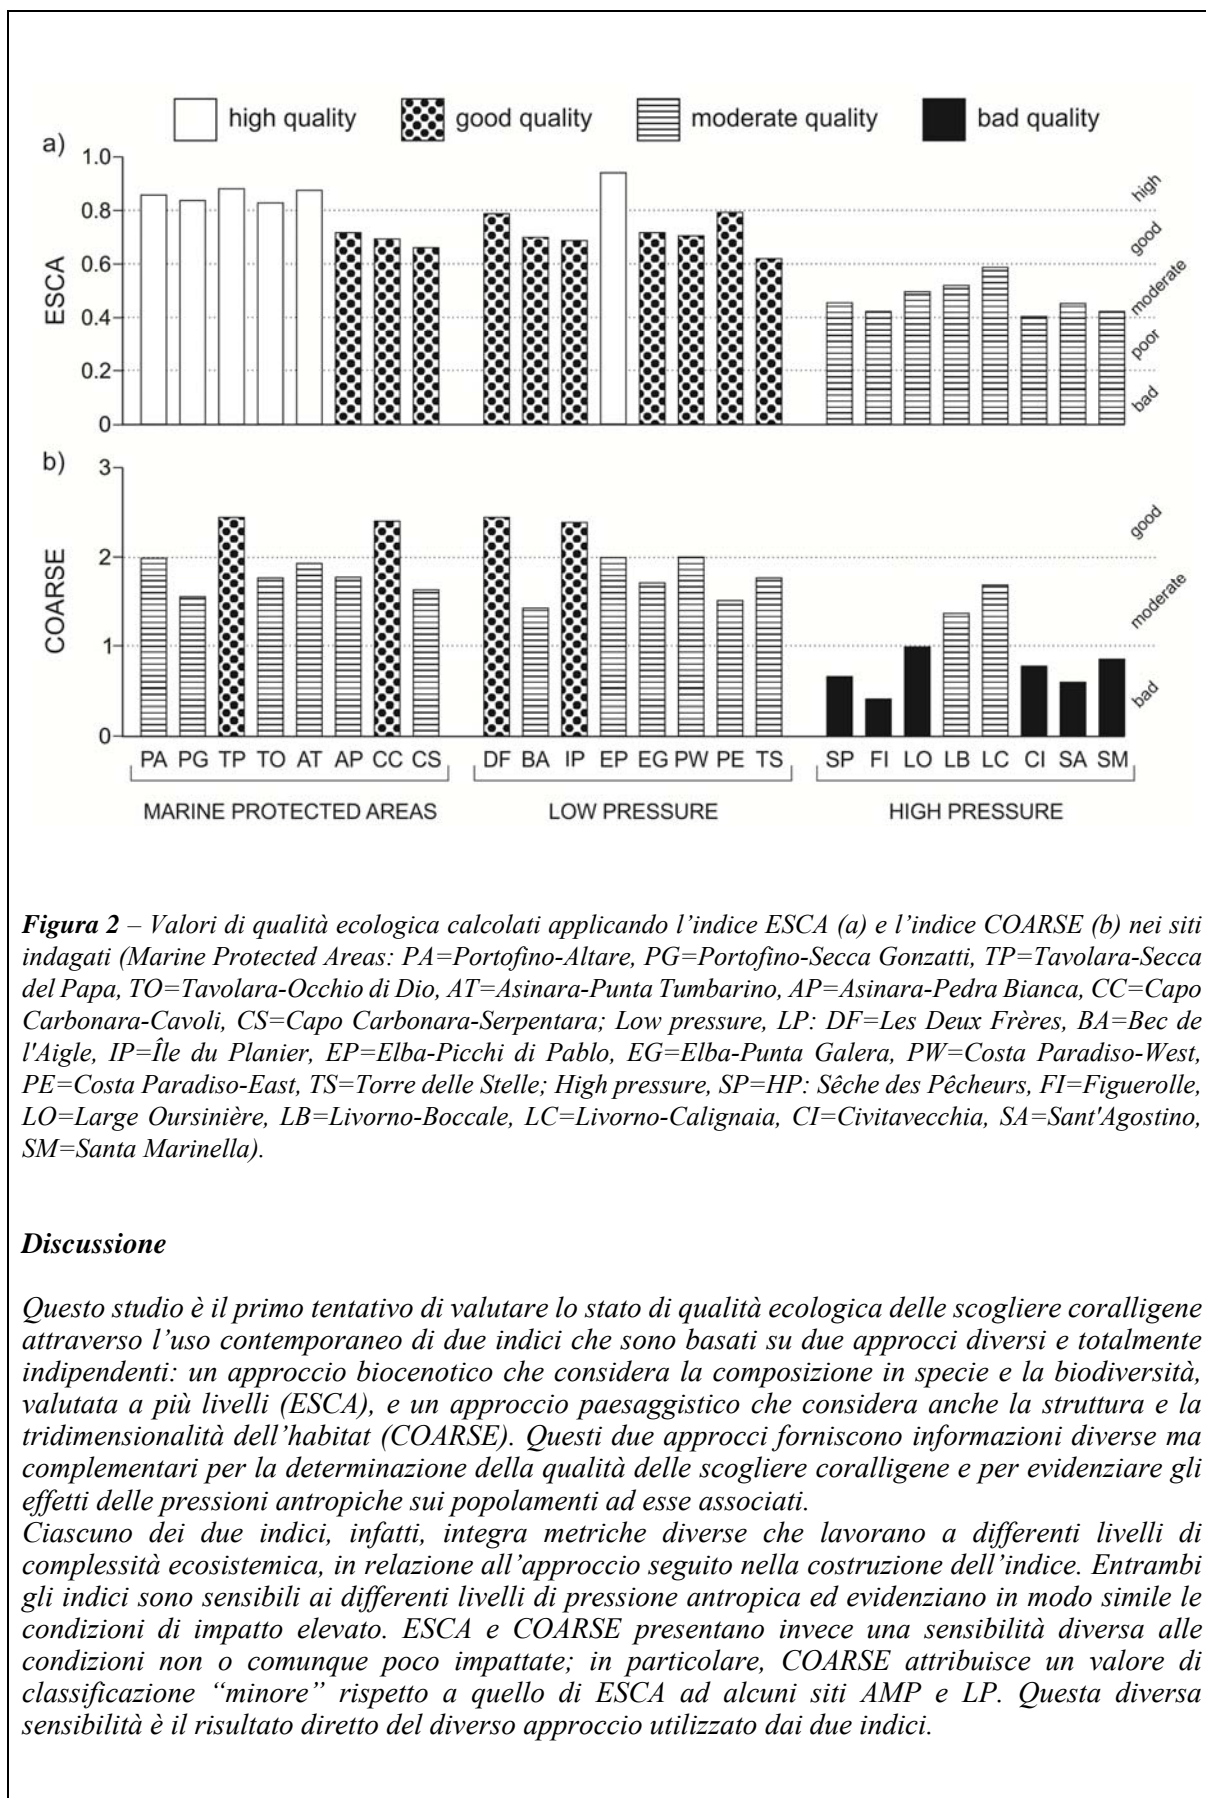 high quality good quality moderate quality bad quality
a)
1.0
0.8
0.6
0.4
0.2
0
ESCA
high
good
moderate
poor
bad
b)
3
2
1
0
COARSE
good
moderate
bad
PA PG TP TO AT AP CC CS DF BA IP EP EG PW PE TS SP FI LO LB LC CI SA SM
MARINE PROTECTED AREAS LOW PRESSURE HIGH PRESSURE
Figura 2 – Valori di qualità ecologica calcolati applicando l’indice ESCA (a) e l’indice COARSE (b) nei siti
indagati (Marine Protected Areas: PA=Portofino-Altare, PG=Portofino-Secca Gonzatti, TP=Tavolara-Secca
del Papa, TO=Tavolara-Occhio di Dio, AT=Asinara-Punta Tumbarino, AP=Asinara-Pedra Bianca, CC=Capo
Carbonara-Cavoli, CS=Capo Carbonara-Serpentara; Low pressure, LP: DF=Les Deux Frères, BA=Bec de
l'Aigle, IP=Île du Planier, EP=Elba-Picchi di Pablo, EG=Elba-Punta Galera, PW=Costa Paradiso-West,
PE=Costa Paradiso-East, TS=Torre delle Stelle; High pressure, SP=HP: Sêche des Pêcheurs, FI=Figuerolle,
LO=Large Oursinière, LB=Livorno-Boccale, LC=Livorno-Calignaia, CI=Civitavecchia, SA=Sant'Agostino,
SM=Santa Marinella).
Discussione
Questo studio è il primo tentativo di valutare lo stato di qualità ecologica delle scogliere coralligene
attraverso l’uso contemporaneo di due indici che sono basati su due approcci diversi e totalmente
indipendenti: un approccio biocenotico che considera la composizione in specie e la biodiversità,
valutata a più livelli (ESCA), e un approccio paesaggistico che considera anche la struttura e la
tridimensionalità dell’habitat (COARSE). Questi due approcci forniscono informazioni diverse ma
complementari per la determinazione della qualità delle scogliere coralligene e per evidenziare gli
effetti delle pressioni antropiche sui popolamenti ad esse associati.
Ciascuno dei due indici, infatti, integra metriche diverse che lavorano a differenti livelli di
complessità ecosistemica, in relazione all’approccio seguito nella costruzione dell’indice. Entrambi
gli indici sono sensibili ai differenti livelli di pressione antropica ed evidenziano in modo simile le
condizioni di impatto elevato. ESCA e COARSE presentano invece una sensibilità diversa alle
condizioni non o comunque poco impattate; in particolare, COARSE attribuisce un valore di
classificazione “minore” rispetto a quello di ESCA ad alcuni siti AMP e LP. Questa diversa
sensibilità è il risultato diretto del diverso approccio utilizzato dai due indici.